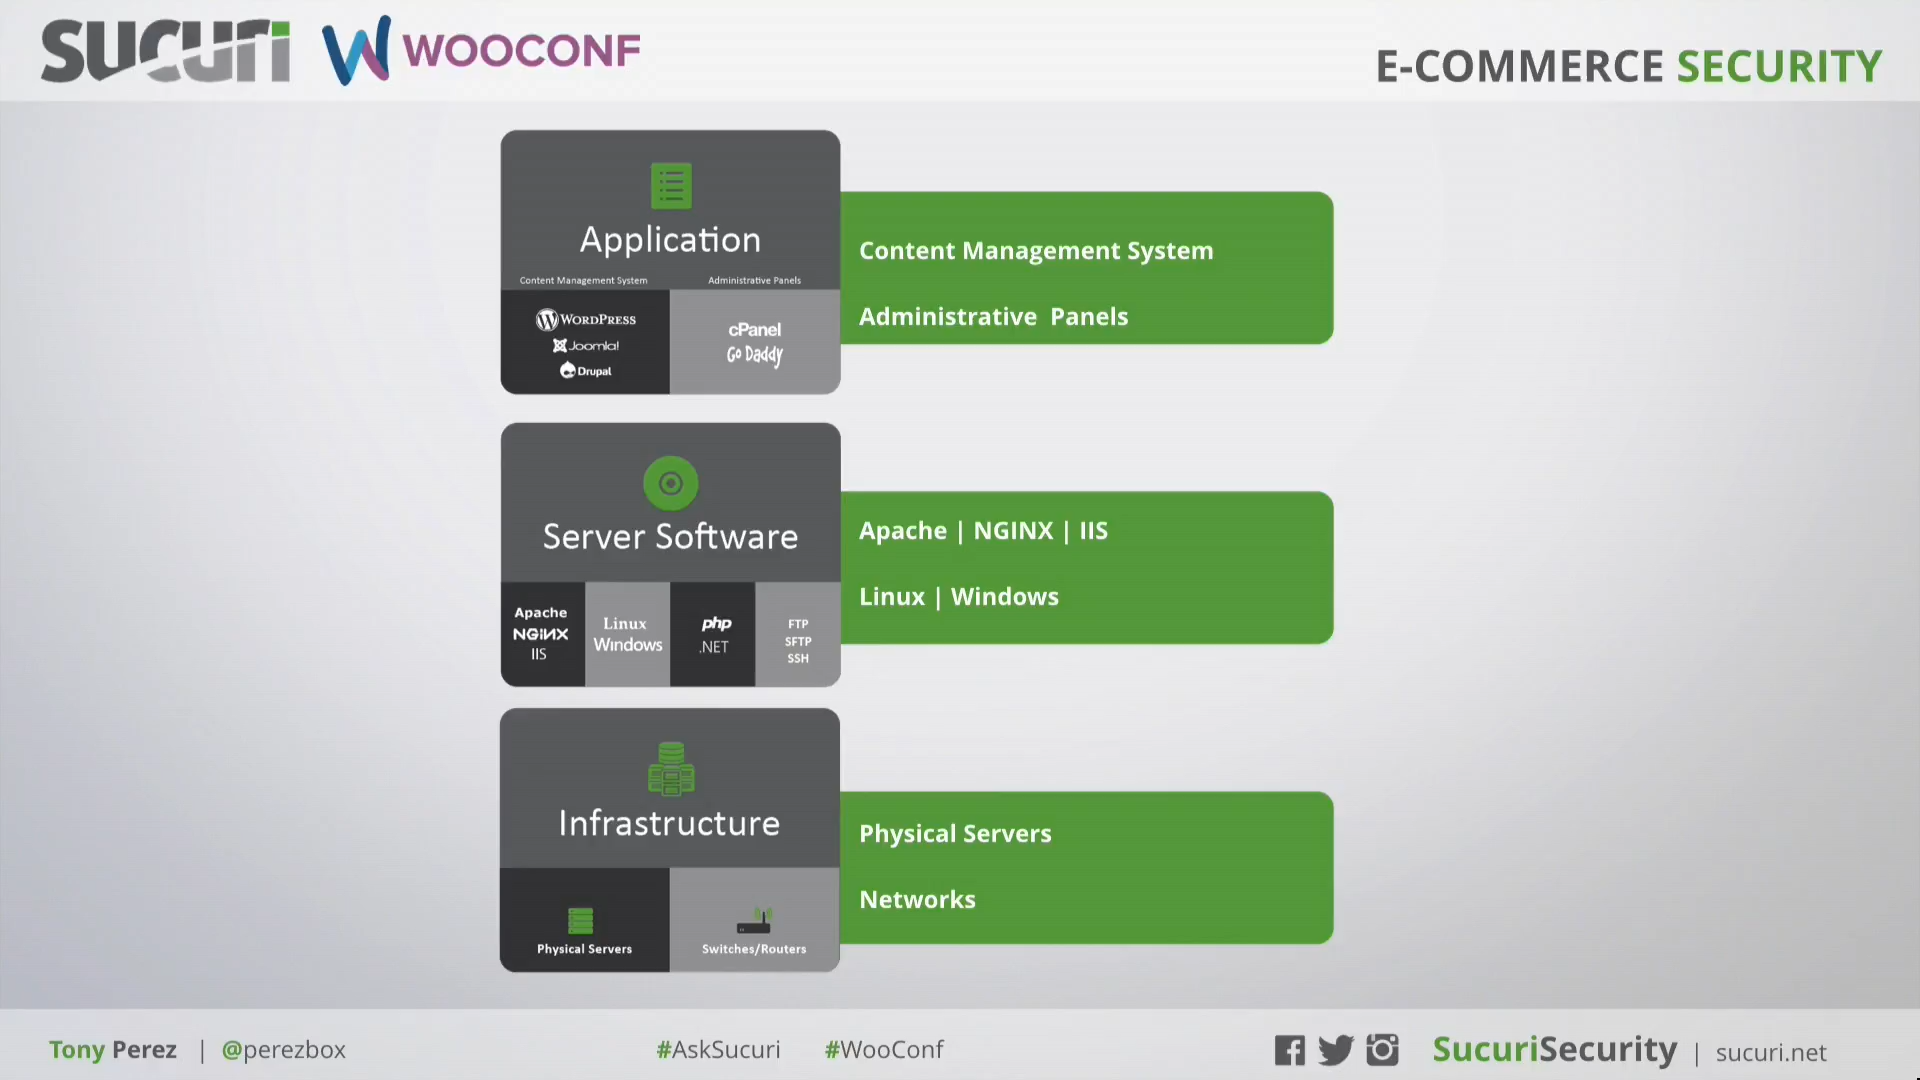 SUCURI
WOOCONF
E-COMMERCE SECURITY
Application
Content Management System
Administrative Panels
WORDPRESS
Joomla!
Drupal
cPanel
Go Daddy
Content Management System
Administrative Panels
Server Software
Apache
NGINX
IIS
Linux
Windows
php
.NET
FTP
SFTP
SSH
Apache | NGINX | IIS
Linux | Windows
Infrastructure
Physical Servers
Switches/Routers
Physical Servers
Networks
Tony Perez | @perezbox
#AskSucuri
#WooConf
SucuriSecurity | sucuri.net